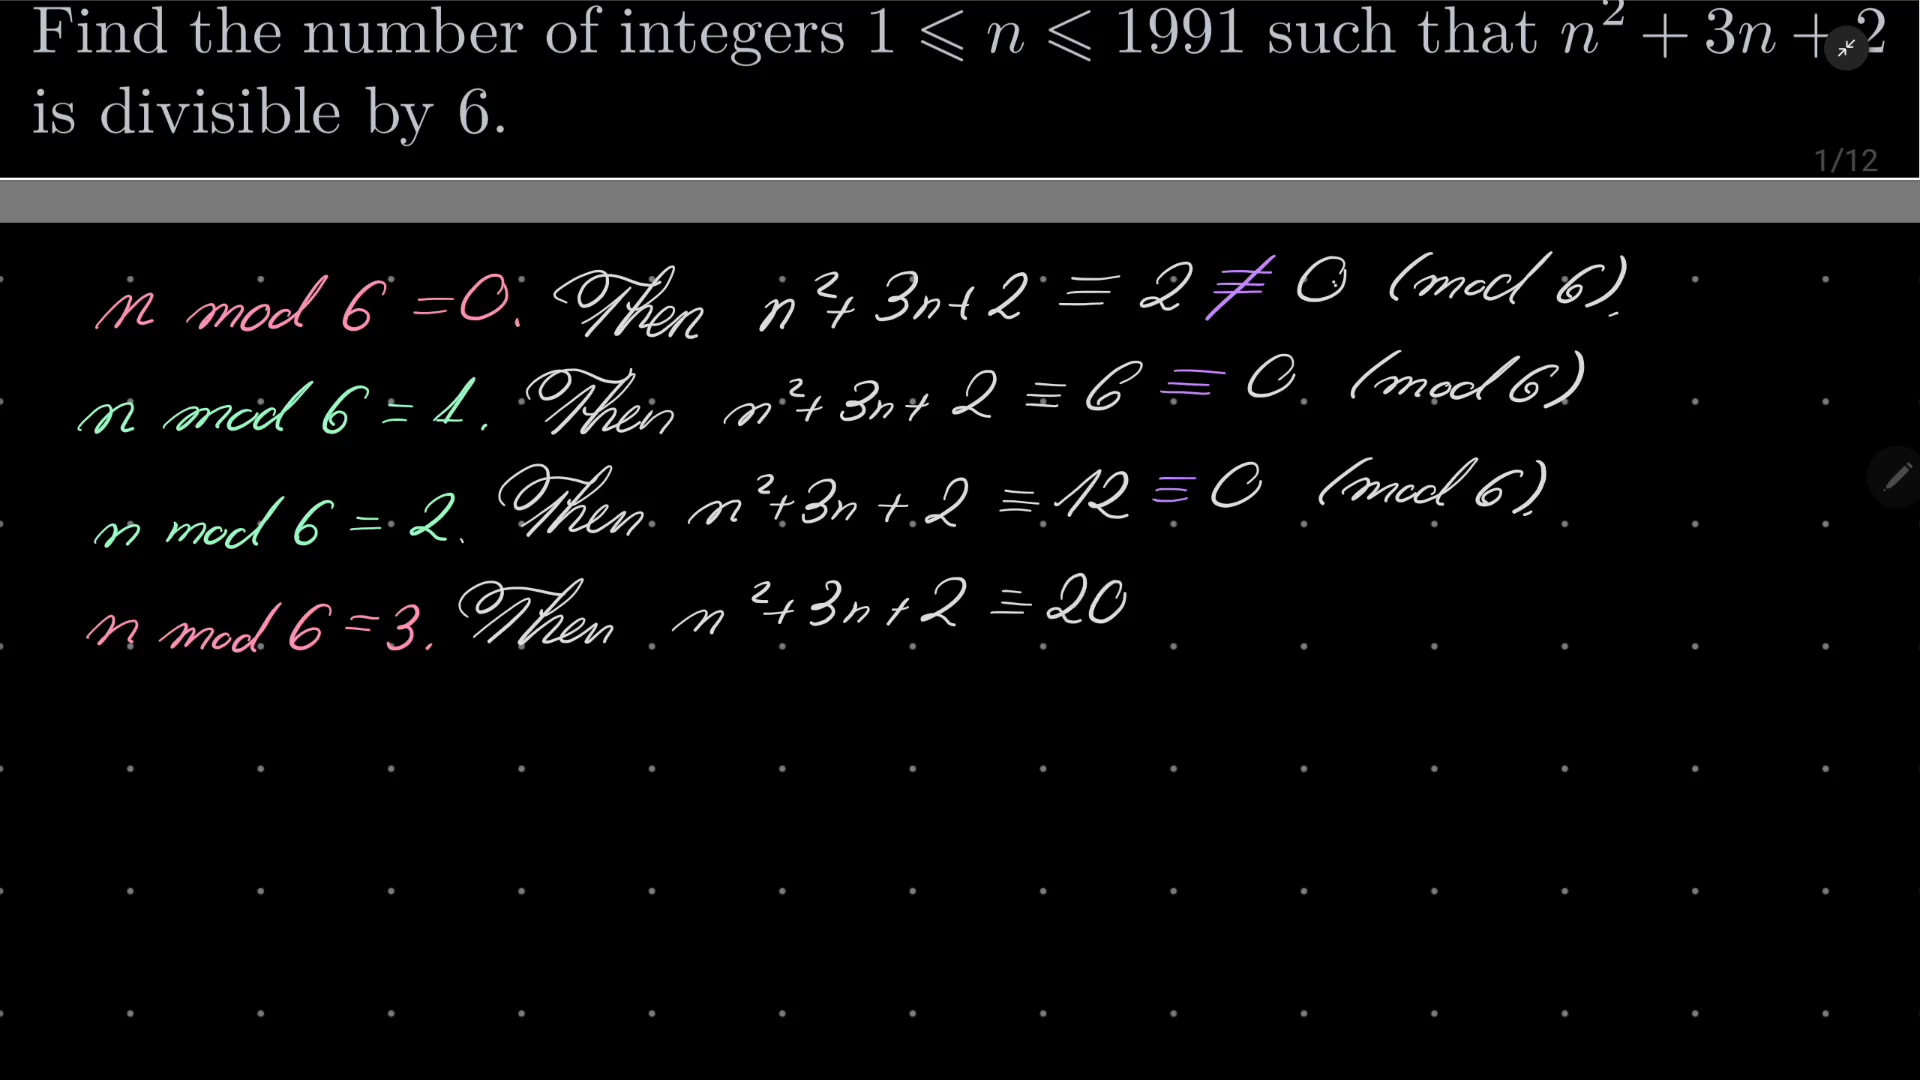 Find the number of integers 1 ⩽ n ⩽ 1991 such that n² + 3n + 2
is divisible by 6.
1/12
n mod 6 = 0. Then n² + 3n + 2 ≡ 2 ≢ 0 (mod 6).
n mod 6 = 1. Then n² + 3n + 2 ≡ 6 ≡ 0 (mod 6)
n mod 6 = 2. Then n² + 3n + 2 ≡ 12 ≡ 0 (mod 6).
n mod 6 = 3. Then n² + 3n + 2 ≡ 20